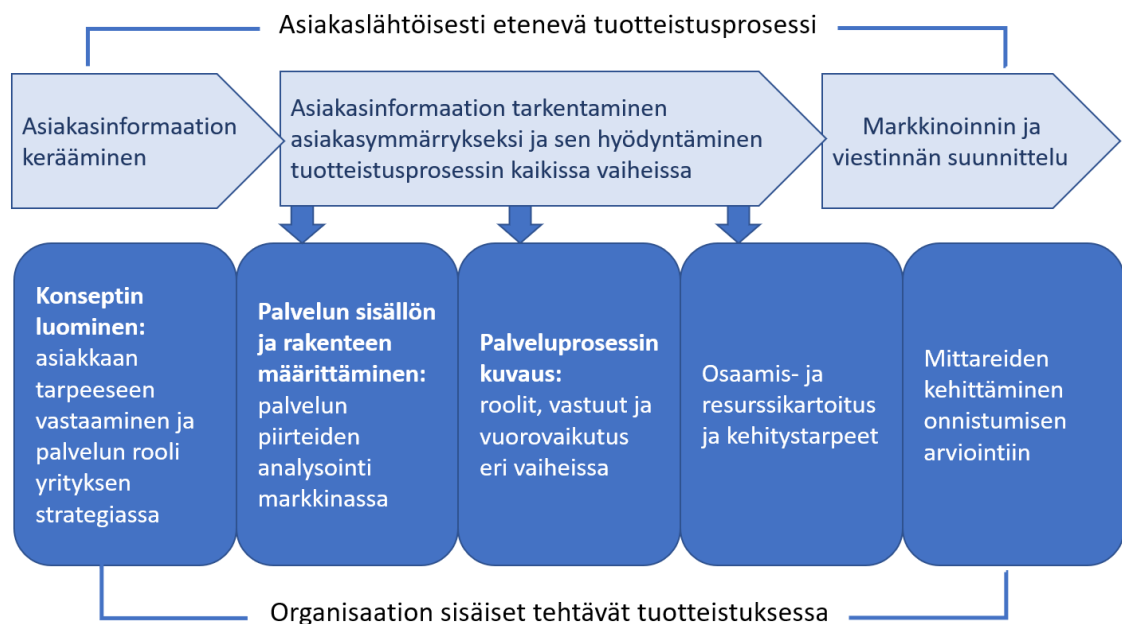 Asiakaslähtöisesti etenevä tuotteistusprosessi
Asiakasinformaation
kerääminen
Asiakasinformaation tarkentaminen
asiakasymmärrykseksi ja sen hyödyntäminen
tuotteistusprosessin kaikissa vaiheissa
Markkinoinnin ja
viestinnän suunnittelu
Konseptin
luominen:
asiakkaan
tarpeeseen
vastaaminen ja
palvelun rooli
yrityksen
strategiassa
Palvelun sisällön
ja rakenteen
määrittäminen:
palvelun
piirteiden
analysointi
markkinassa
Palveluprosessin
kuvaus:
roolit, vastuut ja
vuorovaikutus
eri vaiheissa
Osaamis- ja
resurssikartoitus
ja kehitystarpeet
Mittareiden
kehittäminen
onnistumisen
arviointiin
Organisaation sisäiset tehtävät tuotteistuksessa